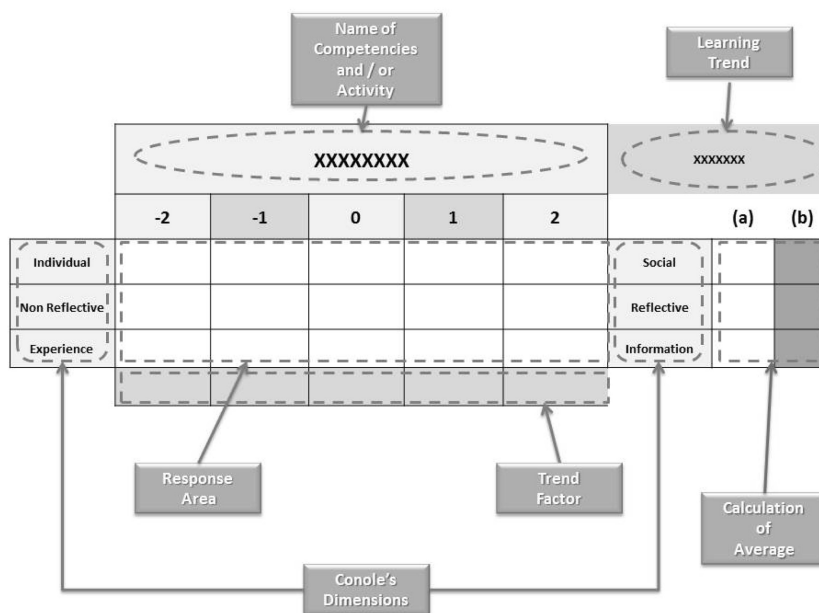 Name of
Competencies
and / or
Activity
Learning
Trend
XXXXXXXX
XXXXXXX
-2 -1 0 1 2 (a) (b)
Individual Social
Non Reflective Reflective
Experience Information
Response
Area
Trend
Factor
Calculation
of
Average
Conole's
Dimensions